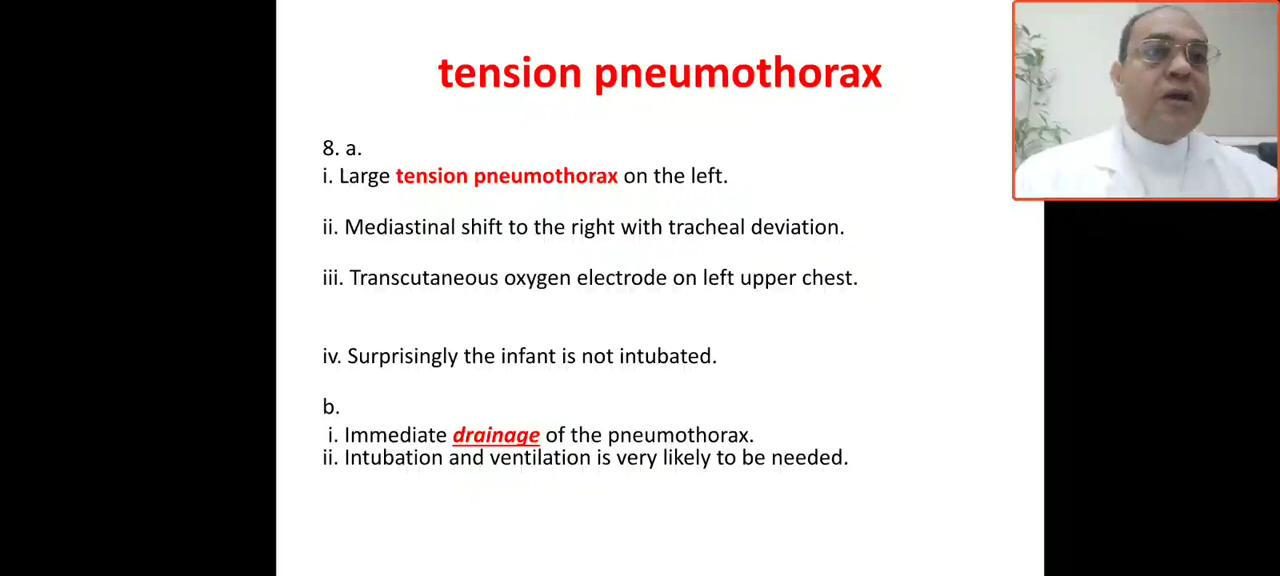 tension pneumothorax
8. a.
i. Large tension pneumothorax on the left.
ii. Mediastinal shift to the right with tracheal deviation.
iii. Transcutaneous oxygen electrode on left upper chest.
iv. Surprisingly the infant is not intubated.
b.
i. Immediate drainage of the pneumothorax.
ii. Intubation and ventilation is very likely to be needed.